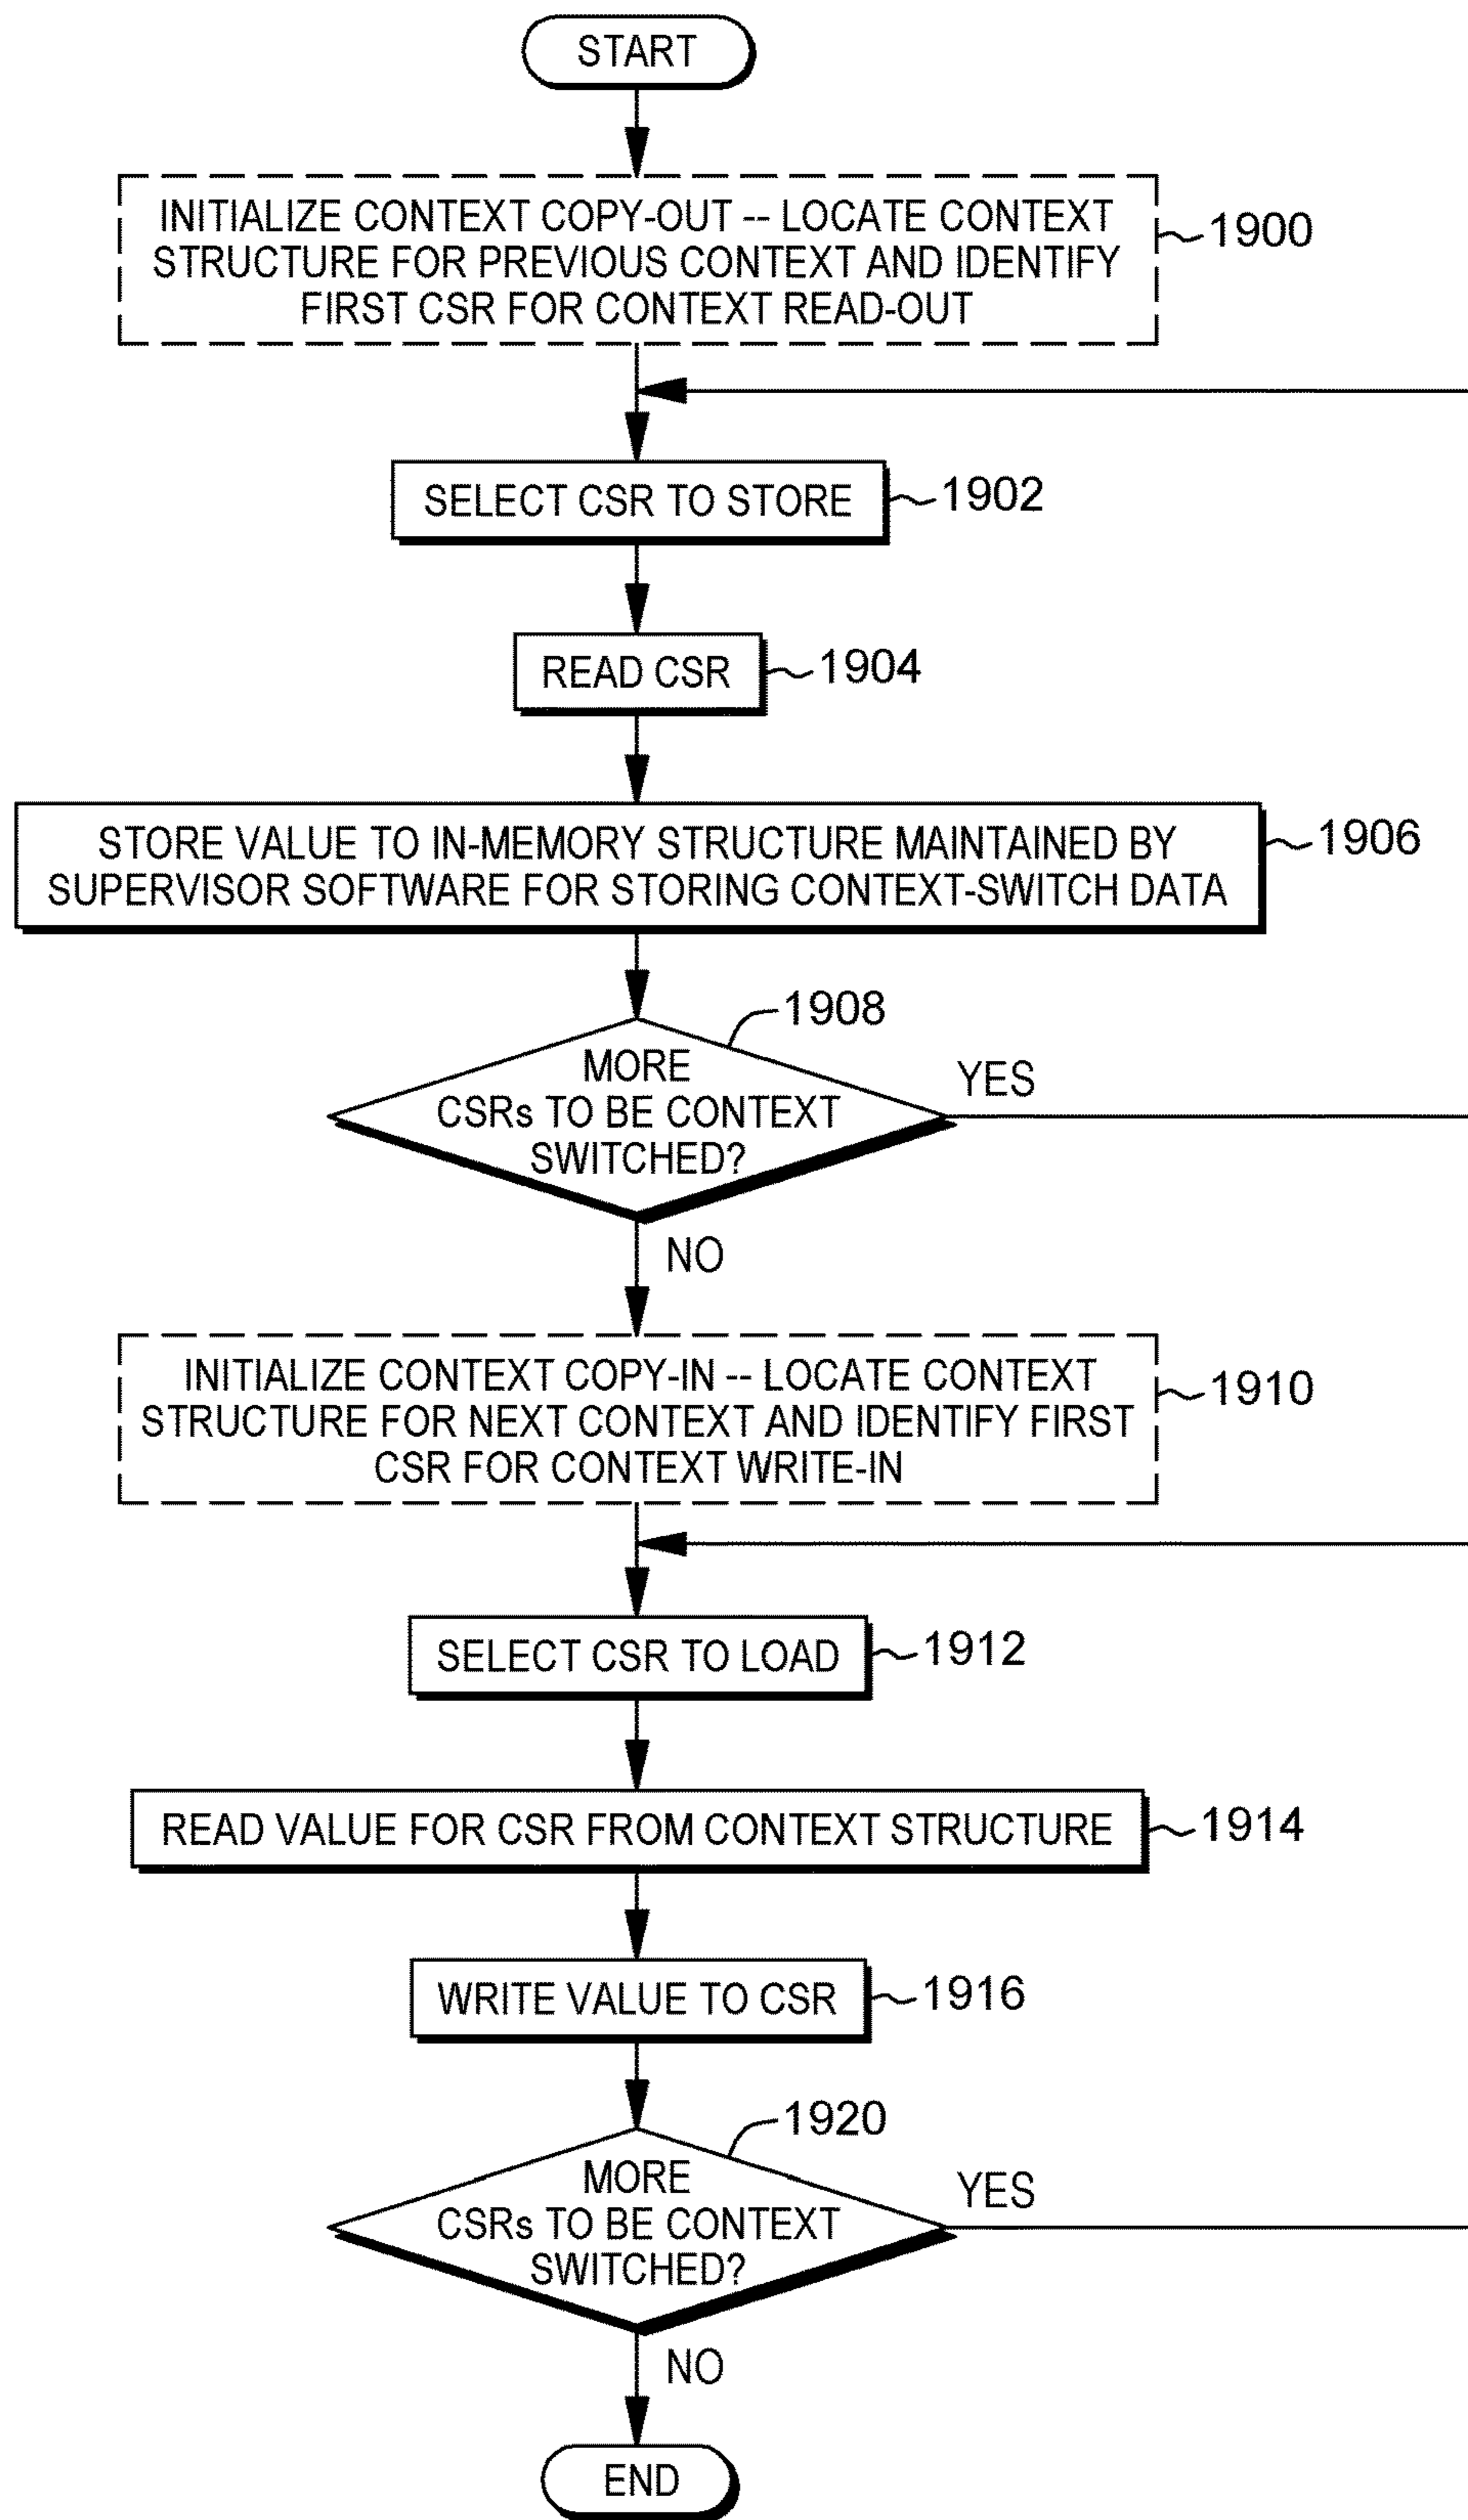 START
INITIALIZE CONTEXT COPY-OUT -- LOCATE CONTEXT
STRUCTURE FOR PREVIOUS CONTEXT AND IDENTIFY
FIRST CSR FOR CONTEXT READ-OUT
1900
SELECT CSR TO STORE
1902
READ CSR
1904
STORE VALUE TO IN-MEMORY STRUCTURE MAINTAINED BY
SUPERVISOR SOFTWARE FOR STORING CONTEXT-SWITCH DATA
1906
1908
MORE
CSRs TO BE CONTEXT
SWITCHED?
YES
NO
INITIALIZE CONTEXT COPY-IN -- LOCATE CONTEXT
STRUCTURE FOR NEXT CONTEXT AND IDENTIFY FIRST
CSR FOR CONTEXT WRITE-IN
1910
SELECT CSR TO LOAD
1912
READ VALUE FOR CSR FROM CONTEXT STRUCTURE
1914
WRITE VALUE TO CSR
1916
1920
MORE
CSRs TO BE CONTEXT
SWITCHED?
YES
NO
END